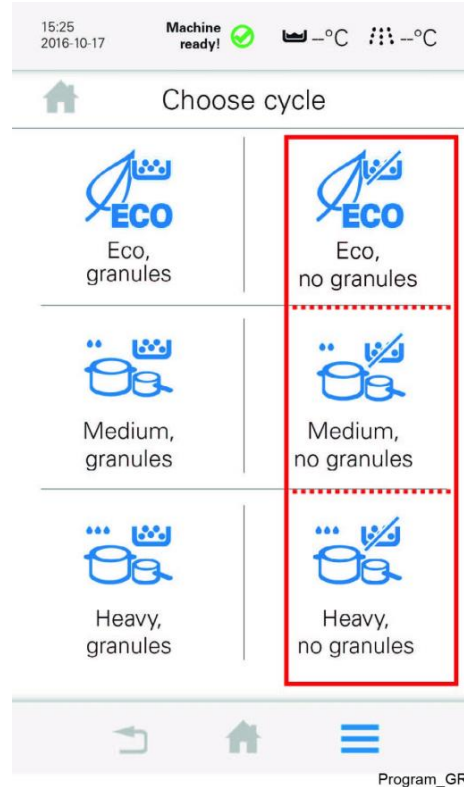 15:25
2016-10-17
Machine
ready!
--°C
--°C
Choose cycle
ECO
Eco,
granules
ECO
Eco,
no granules
Medium,
granules
Medium,
no granules
Heavy,
granules
Heavy,
no granules
Program_GR